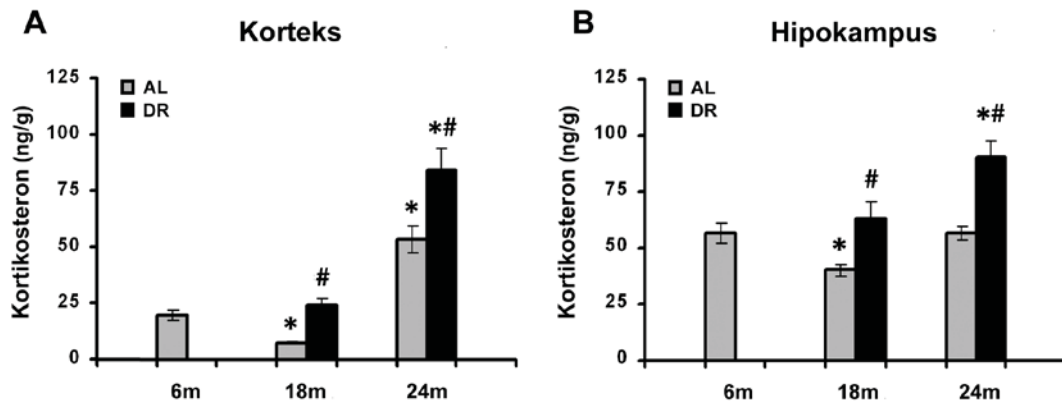 A
Korteks
Kortikosteron (ng/g)
125
100
75
50
25
0
AL
DR
*
#
*
*#
6m
18m
24m
B
Hipokampus
Kortikosteron (ng/g)
125
100
75
50
25
0
AL
DR
*
#
*#
6m
18m
24m